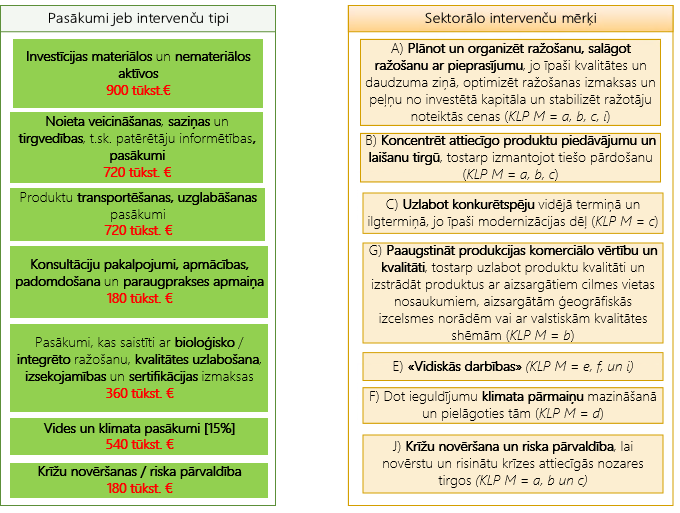 Pasākumi jeb intervenču tipi
Investīcijas materiālos un nemateriālos
aktīvos
900 tūkst.€
Noieta veicināšanas, saziņas un
tirgvedības, t.sk. patērētāju informētības,
pasākumi
720 tūkst. €
Produktu transportēšanas, uzglabāšanas
pasākumi
720 tūkst. €
Konsultāciju pakalpojumi, apmācības,
padomdošana un paraugprakses apmaiņa
180 tūkst. €
Pasākumi, kas saistīti ar bioloģisko /
integrēto ražošanu, kvalitātes uzlabošana,
izsekojamības un sertifikācijas izmaksas
360 tūkst. €
Vides un klimata pasākumi [15%]
540 tūkst. €
Krīžu novēršanas / riska pārvaldība
180 tūkst. €
Sektorālo intervenču mērķi
A) Plānot un organizēt ražošanu, salāgot
ražošanu ar pieprasījumu, jo īpaši kvalitātes un
daudzuma ziņā, optimizēt ražošanas izmaksas un
peļņu no investētā kapitāla un stabilizēt ražotāju
noteiktās cenas (KLP M = a, b, c, i)
B) Koncentrēt attiecīgo produktu piedāvājumu un
laišanu tirgū, tostarp izmantojot tiešo pārdošanu
(KLP M = a, b, c)
C) Uzlabot konkurētspēju vidējā termiņā un
ilgtermiņā, jo īpaši modernizācijas dēļ (KLP M = c)
G) Paaugstināt produkcijas komerciālo vērtību un
kvalitāti, tostarp uzlabot produktu kvalitāti un
izstrādāt produktus ar aizsargātiem cilmes vietas
nosaukumiem, aizsargātām ģeogrāfiskās
izcelsmes norādēm vai ar valstiskām kvalitātes
shēmām (KLP M = b)
E) «Vidiskās darbības» (KLP M = e, f, un i)
F) Dot ieguldījumu klimata pārmaiņu mazināšanā
un pielāgoties tām (KLP M = d)
J) Krīžu novēršana un riska pārvaldība, lai
novērstu un risinātu krīzes attiecīgās nozares
tirgos (KLP M = a, b un c)